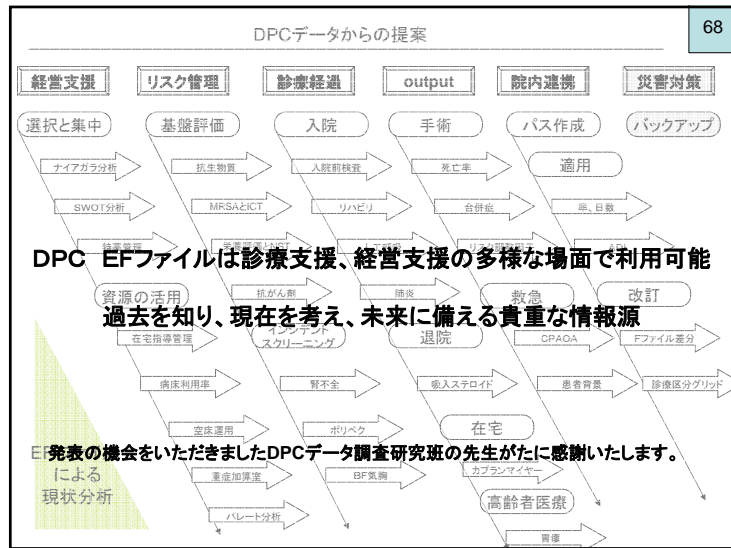 68
DPCデータからの提案
経営支援 リスク管理 診療経過 output 院内連携 災害対策
選択と集中 基盤評価 入院 手術 パス作成 バックアップ
ナイアガラ分析 抗生物質 入院前検査 死亡率 適用
SWOT分析 MRSAとICT リハビリ 合併症 率、日数
DPC EFファイルは診療支援、経営支援の多様な場面で利用可能
資源の活用 抗がん剤 肺炎 救急 改訂
過去を知り、現在を考え、未来に備える貴重な情報源
在宅指導管理 インシデント 退院 CPAOA Fファイル差分
スクリーニング
病床利用率 腎不全 吸入ステロイド 患者背景 診療区分グリッド
空床運用 ポリペク 在宅
発表の機会をいただきましたDPCデータ調査研究班の先生がたに感謝いたします。
による 重症加算室 BF気胸 カプランマイヤー
現状分析 高齢者医療
パレート分析 胃瘻